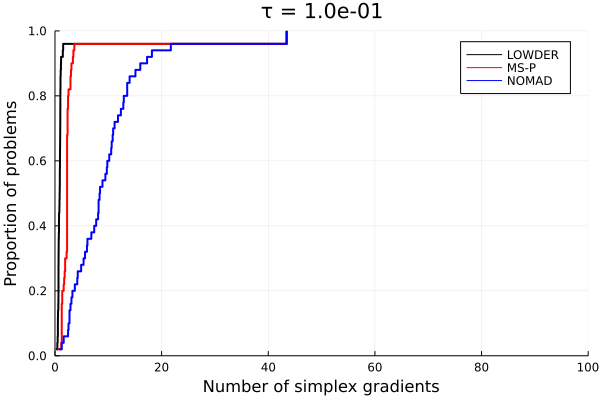 τ = 1.0e-01
1.0
0.8
0.6
0.4
0.2
0.0
Proportion of problems
LOWDER
MS-P
NOMAD
0 20 40 60 80 100
Number of simplex gradients